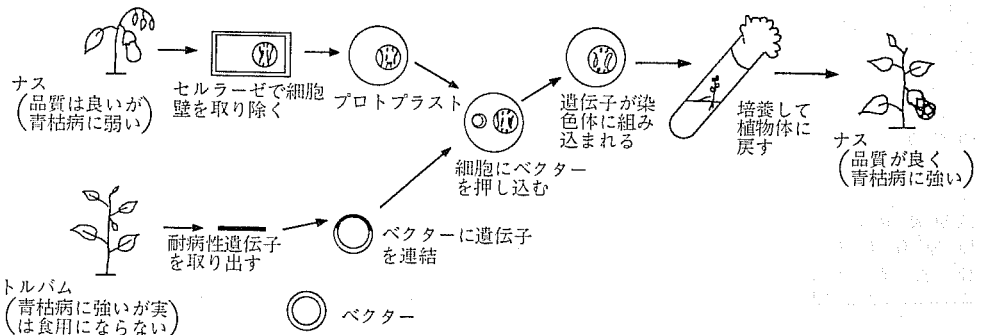 ナス
(品質は良いが
青枯病に弱い)
セルラーゼで細胞
壁を取り除く
プロトプラスト
細胞にベクター
を押し込む
遺伝子が染
色体に組み
込まれる
培養して
植物体に
戻す
ナス
(品質が良く
青枯病に強い)
トルバム
(青枯病に強いが実
は食用にならない)
耐病性遺伝子
を取り出す
ベクターに遺伝子
を連結
ベクター